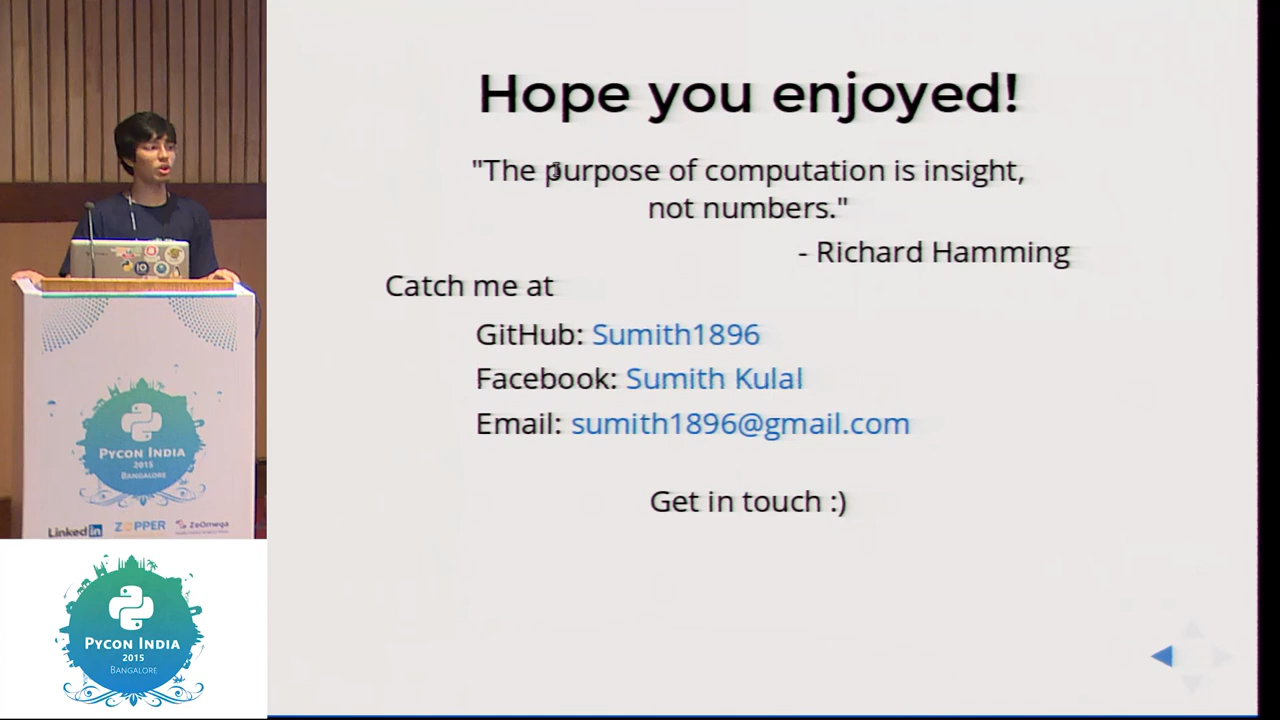 Hope you enjoyed!
"The purpose of computation is insight,
not numbers."
- Richard Hamming
Catch me at
GitHub: Sumith1896
Facebook: Sumith Kulal
Email: sumith1896@gmail.com
Get in touch :)
PYCON INDIA
2015
BANGALORE
LinkedIn ZOPPER ZeOmega
PYCON INDIA
2015
BANGALORE